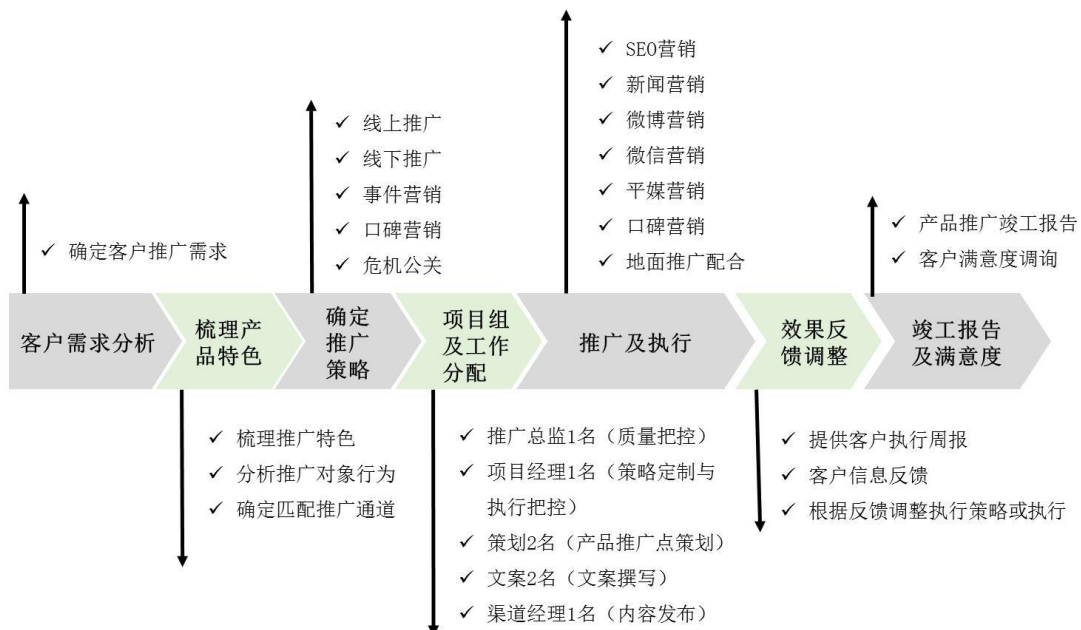 ✓ SEO营销
✓ 新闻营销
✓ 微博营销
✓ 微信营销
✓ 平媒营销
✓ 口碑营销
✓ 地面推广配合
✓ 线上推广
✓ 线下推广
✓ 事件营销
✓ 口碑营销
✓ 危机公关
✓ 确定客户推广需求
✓ 产品推广竣工报告
✓ 客户满意度调询
客户需求分析
梳理产
品特色
确定
推广
策略
项目组
及工作
分配
推广及执行
效果反
馈调整
竣工报告
及满意度
✓ 梳理推广特色
✓ 分析推广对象行为
✓ 确定匹配推广通道
✓ 推广总监1名（质量把控）
✓ 项目经理1名（策略定制与
执行把控）
✓ 策划2名（产品推广点策划）
✓ 文案2名（文案撰写）
✓ 渠道经理1名（内容发布）
✓ 提供客户执行周报
✓ 客户信息反馈
✓ 根据反馈调整执行策略或执行